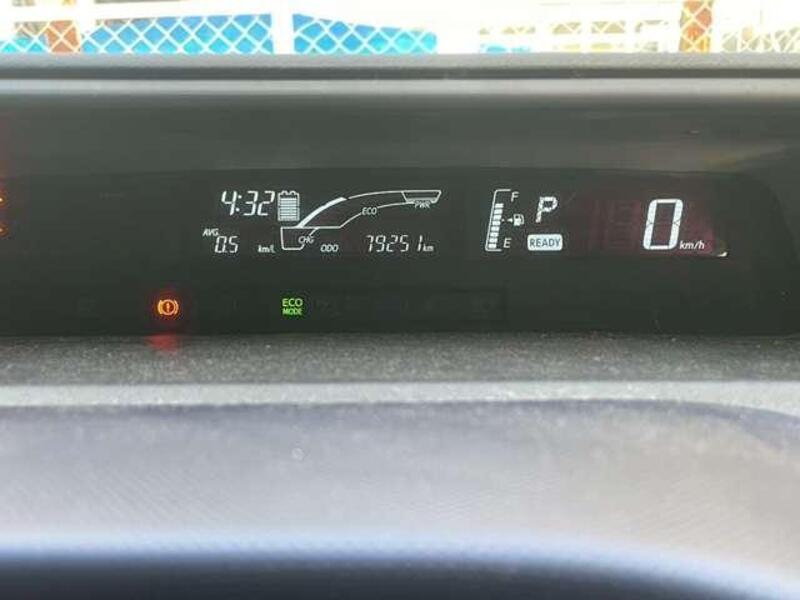 4:32
F
P
ECO
PWR
AVG 0.5 km/L
CHG
ODO 79251 km
E
READY
0 km/h
ECO
MODE